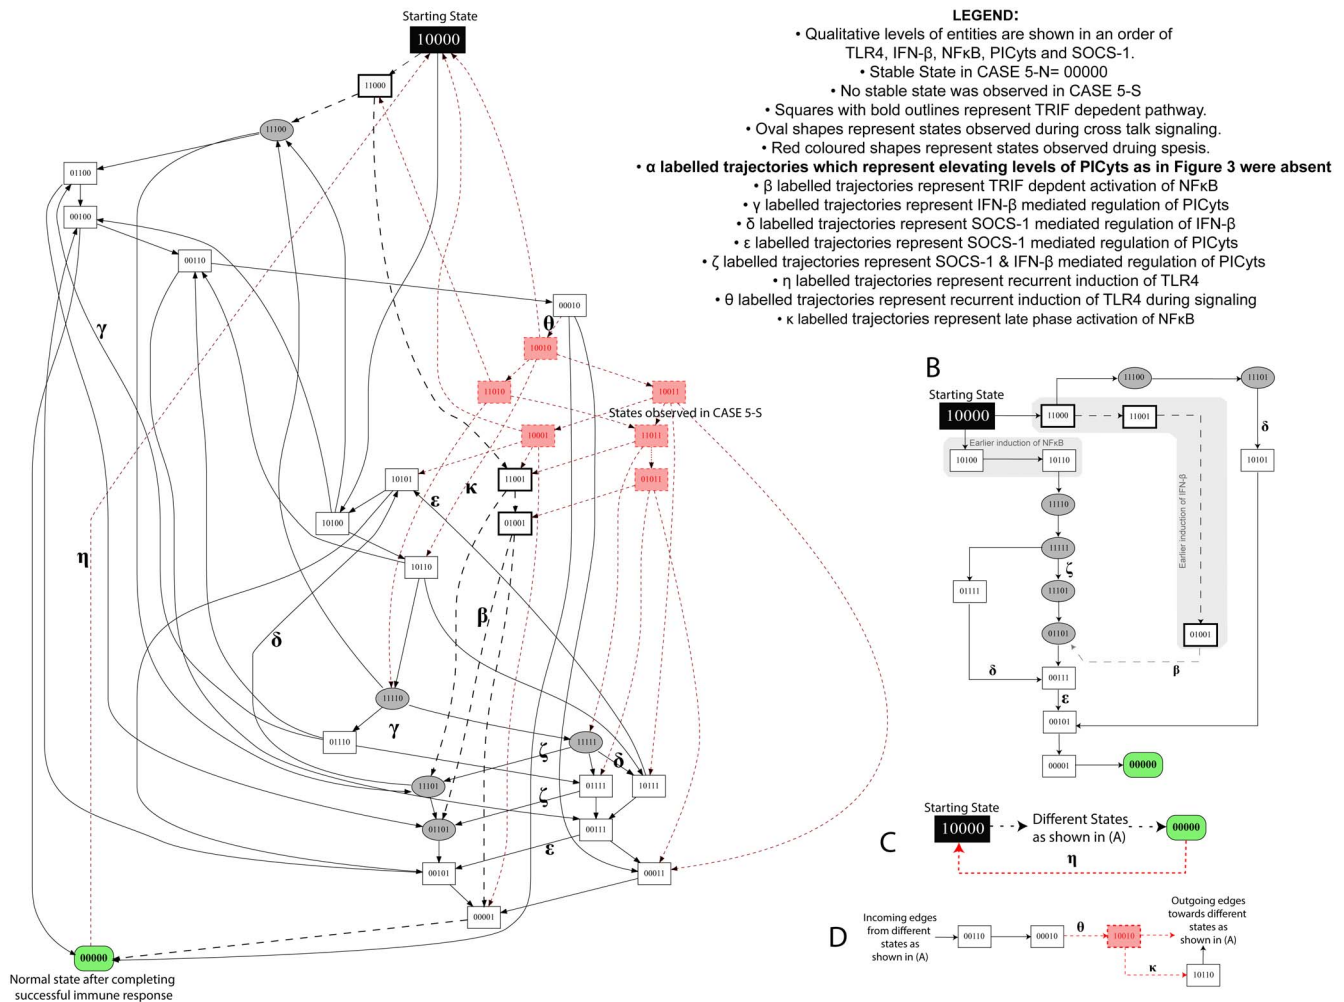 Starting State
10000
11000
11100
01100
00100
γ
00110
00010
θ
10010
11010
10011
States observed in CASE 5-S
10001
11011
10101
ε
κ
11001
01011
10100
01001
η
10110
β
δ
11110
γ
01110
11111
ζ
δ
11101
01111
10111
ζ
01101
00111
ε
00101
00011
00001
00000
Normal state after completing
successful immune response
LEGEND:
• Qualitative levels of entities are shown in an order of
TLR4, IFN-β, NFκB, PICyts and SOCS-1.
• Stable State in CASE 5-N= 00000
• No stable state was observed in CASE 5-S
• Squares with bold outlines represent TRIF depedent pathway.
• Oval shapes represent states observed during cross talk signaling.
• Red coloured shapes represent states observed druing spesis.
• α labelled trajectories which represent elevating levels of PICyts as in Figure 3 were absent
• β labelled trajectories represent TRIF depdent activation of NFκB
• γ labelled trajectories represent IFN-β mediated regulation of PICyts
• δ labelled trajectories represent SOCS-1 mediated regulation of IFN-β
• ε labelled trajectories represent SOCS-1 mediated regulation of PICyts
• ζ labelled trajectories represent SOCS-1 & IFN-β mediated regulation of PICyts
• η labelled trajectories represent recurrent induction of TLR4
• θ labelled trajectories represent recurrent induction of TLR4 during signaling
• κ labelled trajectories represent late phase activation of NFκB
B
11100
11101
Starting State
10000
11000
11001
δ
Earlier induction of NFκB
10100
10110
10101
11110
Earlier induction of IFN-β
11111
ζ
01111
11101
01101
01001
δ
β
00111
ε
00101
00001
00000
C
Starting State
10000
Different States
as shown in (A)
00000
η
D
Incoming edges
from different
states as
shown in (A)
00110
00010
θ
10010
Outgoing edges
towards different
states as
shown in (A)
κ
10110